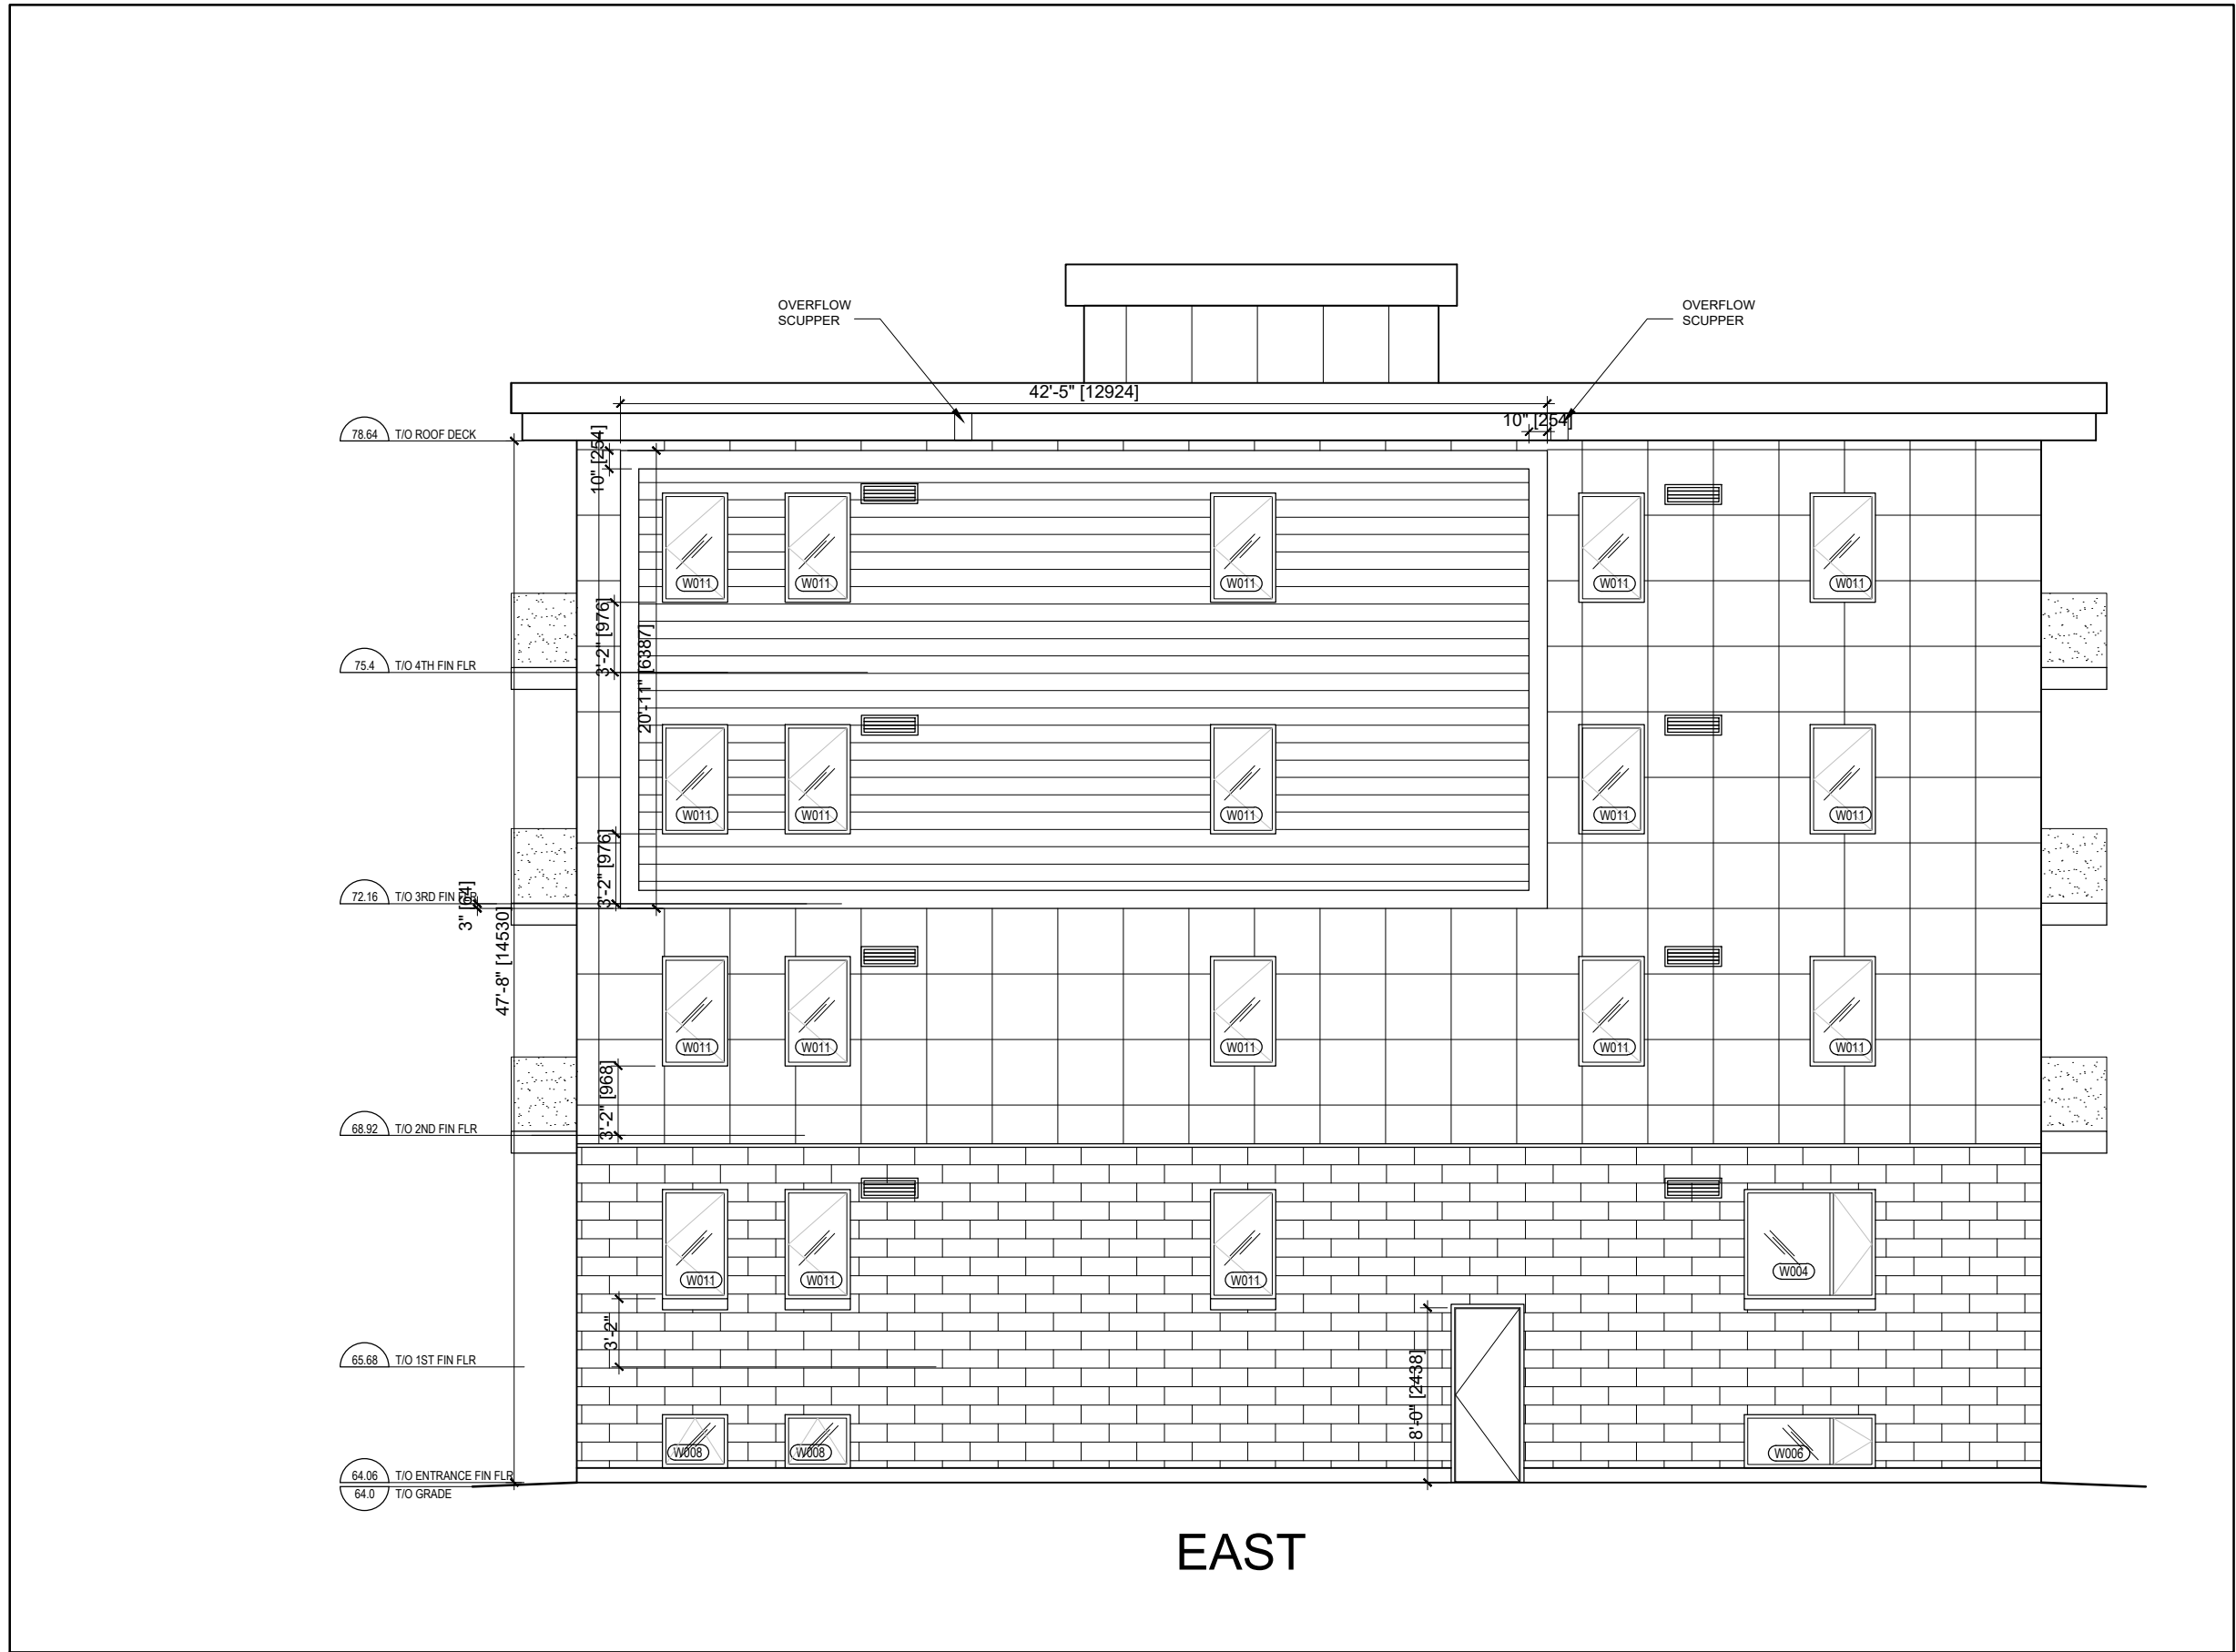 OVERFLOW
SCUPPER
OVERFLOW
SCUPPER
42'-5" [12924]
10" [254]
78.64 T/O ROOF DECK
10" [254]
W011 W011 W011 W011 W011
3'-2" [976]
20'-11" [6387]
75.4 T/O 4TH FIN FLR
W011 W011 W011 W011 W011
3'-2" [976]
72.16 T/O 3RD FIN FLR
3" [64]
47'-8" [14530]
W011 W011 W011 W011 W011
3'-2" [968]
68.92 T/O 2ND FIN FLR
W011 W011 W011 W004
3'-2"
65.68 T/O 1ST FIN FLR
8'-0" [2438]
W008 W008 W006
64.06 T/O ENTRANCE FIN FLR
64.0 T/O GRADE
EAST